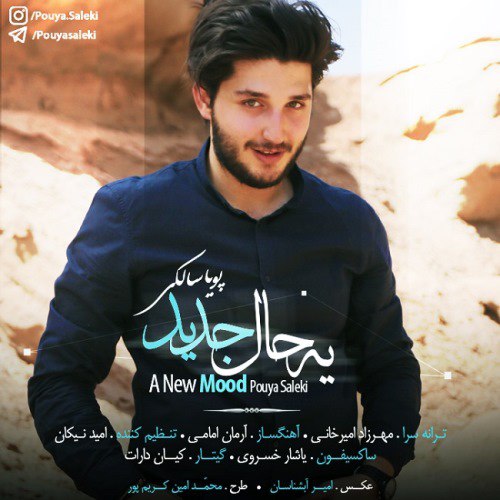 /Pouya.Saleki
/Pouyasaleki
پویا سالکی
یه حال جدید
A New Mood Pouya Saleki
ترانه سرا . مهرزاد امیرخانی • آهنگساز . آرمان امامی • تنظیم کننده . امید نیکان
ساکسیفون . یاشار خسروی • گیتار . کیان دارات
عکس . امیر آبشناسان • طرح . محمد امین کریم پور